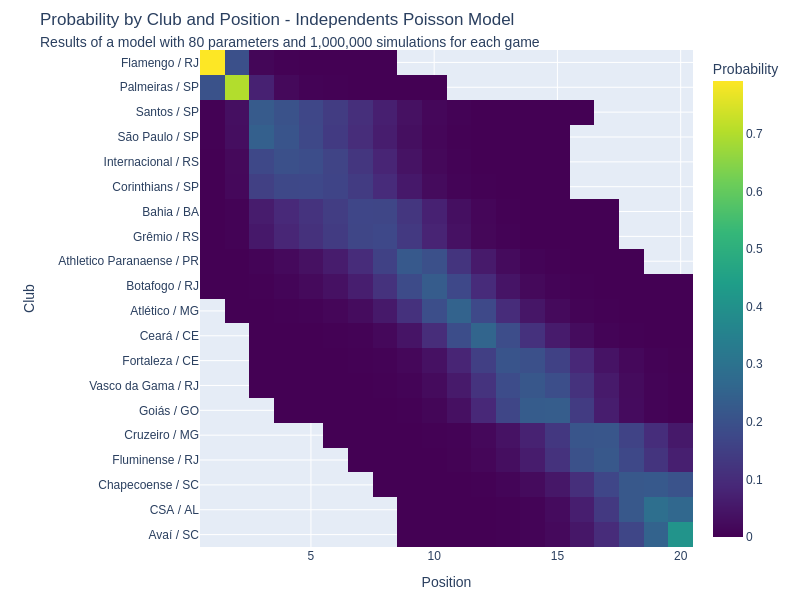 Probability by Club and Position - Independents Poisson Model
Results of a model with 80 parameters and 1,000,000 simulations for each game
Probability
Flamengo / RJ
Palmeiras / SP
Santos / SP
São Paulo / SP
Internacional / RS
Corinthians / SP
Bahia / BA
Grêmio / RS
Athletico Paranaense / PR
Botafogo / RJ
Atlético / MG
Ceará / CE
Fortaleza / CE
Vasco da Gama / RJ
Goiás / GO
Cruzeiro / MG
Fluminense / RJ
Chapecoense / SC
CSA / AL
Avaí / SC
Club
5
10
15
20
Position
0.7
0.6
0.5
0.4
0.3
0.2
0.1
0